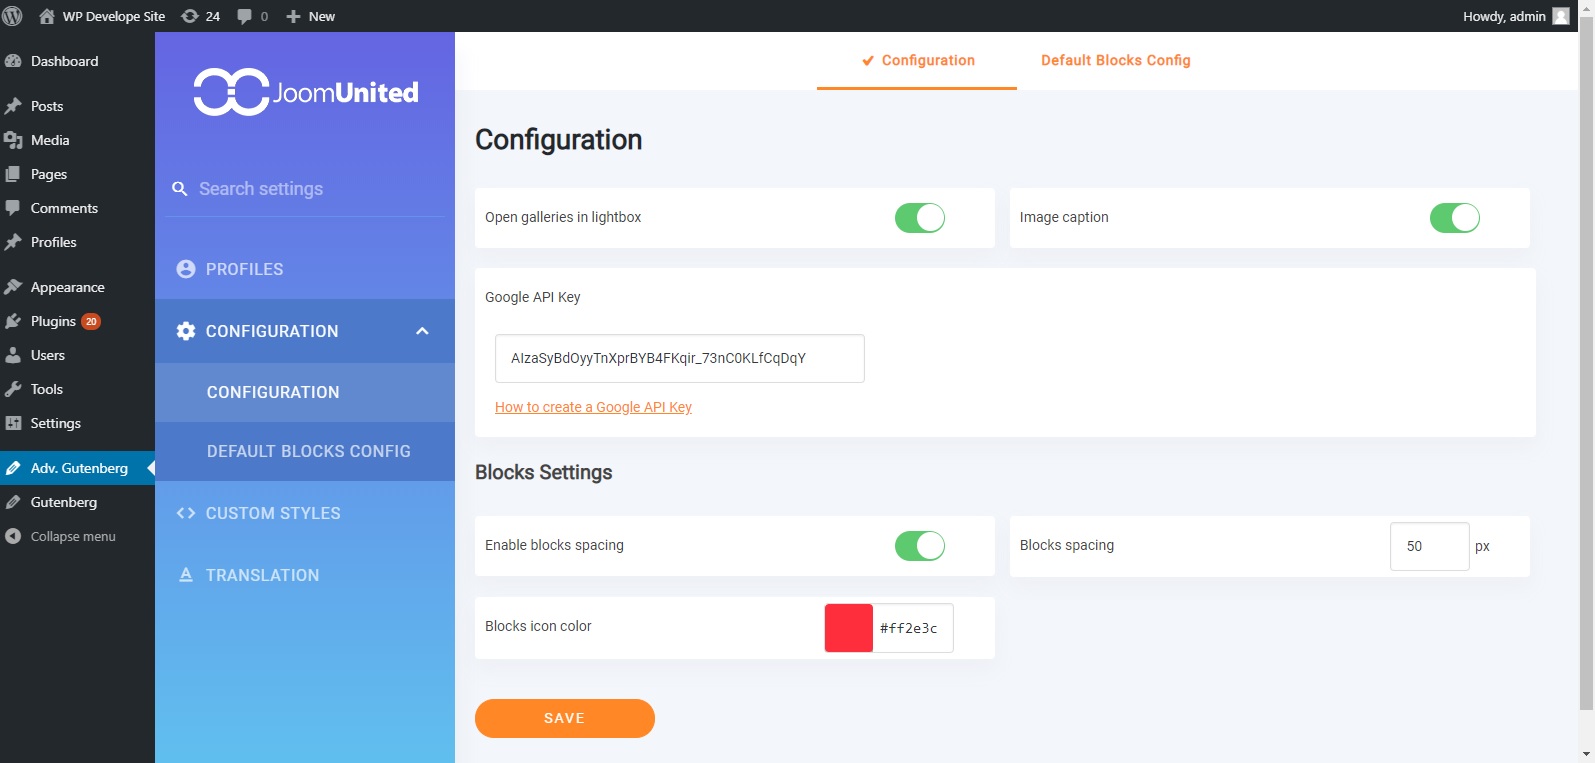 WP Develope Site 24 0 New Howdy, admin
Dashboard
Posts
Media
Pages
Comments
Profiles
Appearance
Plugins 20
Users
Tools
Settings
Adv. Gutenberg
Gutenberg
Collapse menu
JoomUnited
Search settings
PROFILES
CONFIGURATION
CONFIGURATION
DEFAULT BLOCKS CONFIG
CUSTOM STYLES
TRANSLATION
Configuration Default Blocks Config
Configuration
Open galleries in lightbox Image caption
Google API Key
AIzaSyBdOyyTnXprBYB4FKqir_73nC0KLfCqDqY
How to create a Google API Key
Blocks Settings
Enable blocks spacing Blocks spacing 50 px
Blocks icon color #ff2e3c
SAVE